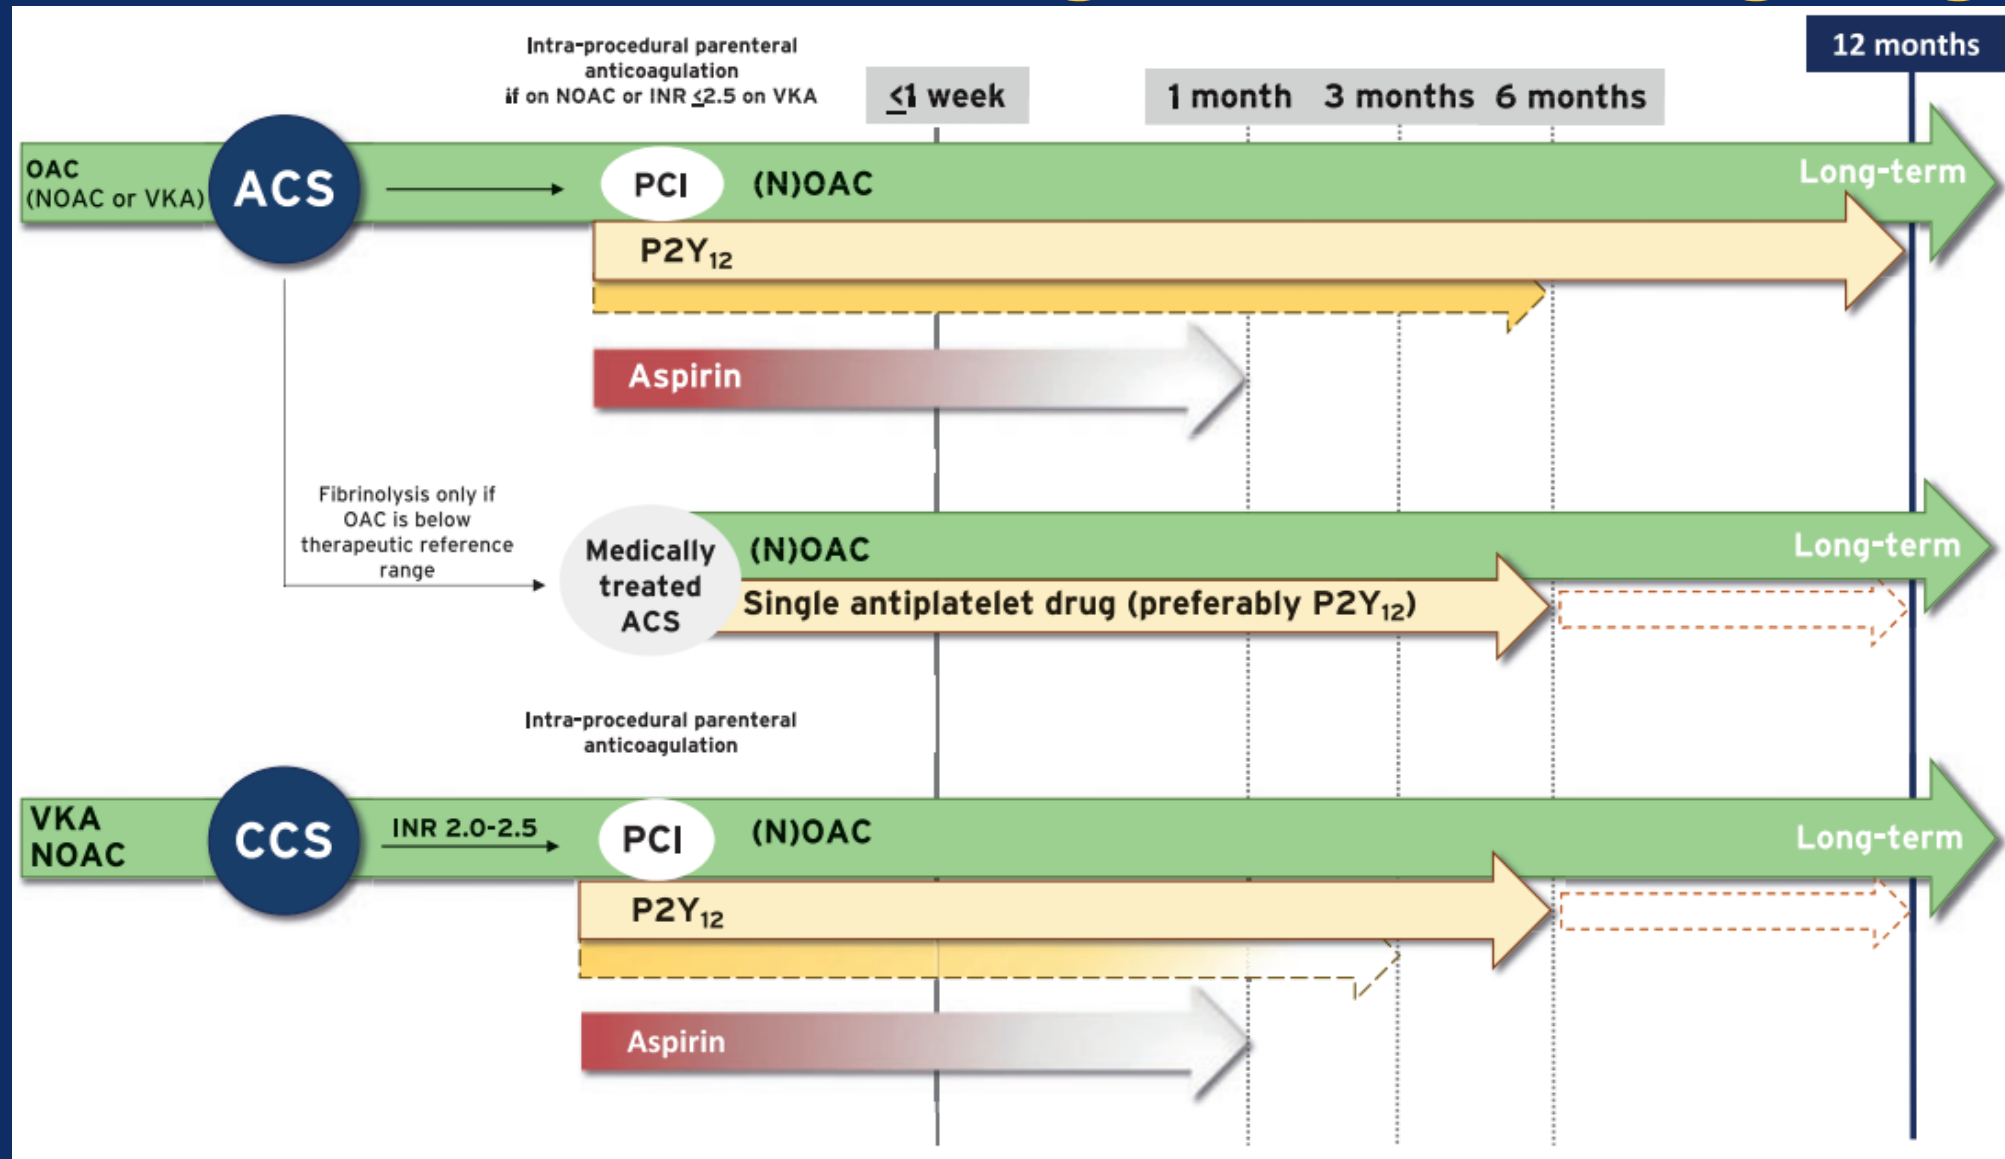 12 months
Intra-procedural parenteral
anticoagulation
if on NOAC or INR ≤2.5 on VKA
≤1 week
1 month
3 months
6 months
OAC
(NOAC or VKA)
ACS
PCI
(N)OAC
Long-term
P2Y₁₂
Aspirin
Fibrinolysis only if
OAC is below
therapeutic reference
range
Medically
treated
ACS
(N)OAC
Long-term
Single antiplatelet drug (preferably P2Y₁₂)
Intra-procedural parenteral
anticoagulation
VKA
NOAC
CCS
INR 2.0-2.5
PCI
(N)OAC
Long-term
P2Y₁₂
Aspirin